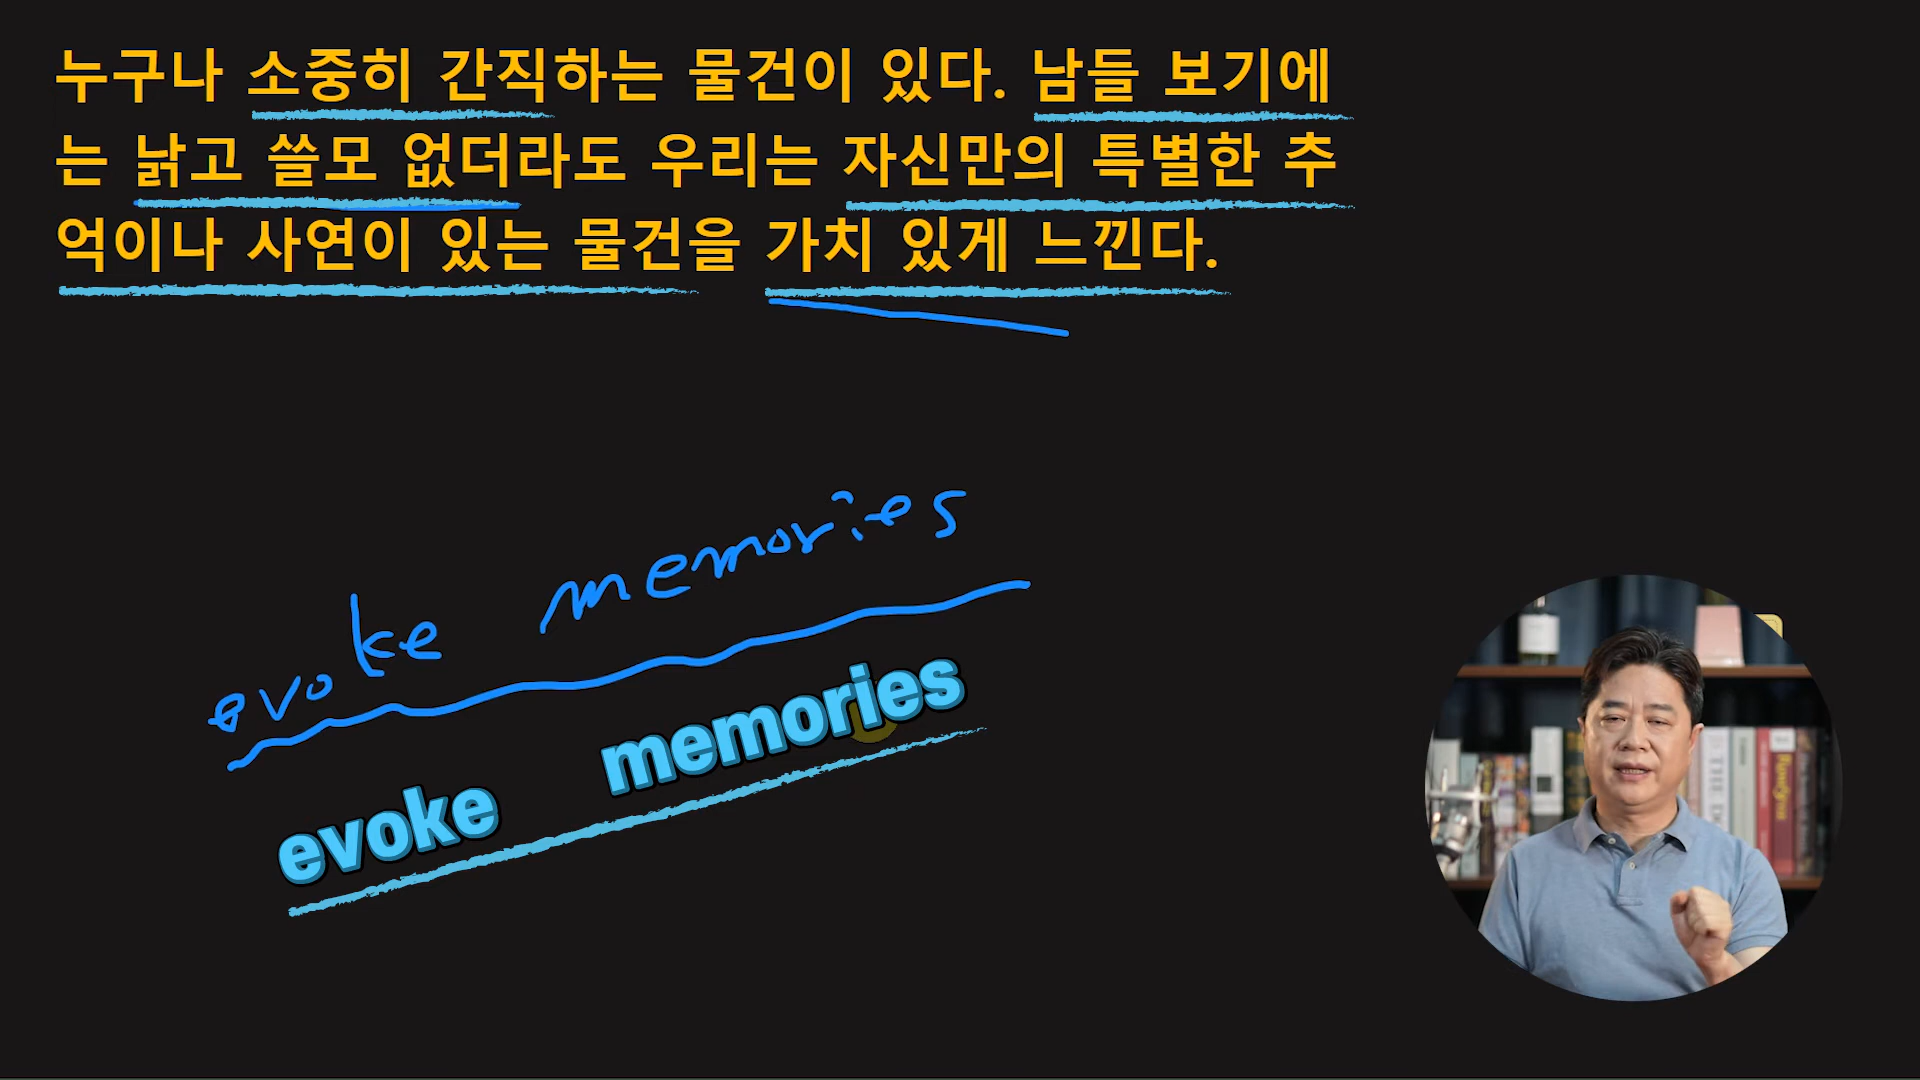 누구나 소중히 간직하는 물건이 있다. 남들 보기에
는 낡고 쓸모 없더라도 우리는 자신만의 특별한 추
억이나 사연이 있는 물건을 가치 있게 느낀다.
evoke memories
evoke memories